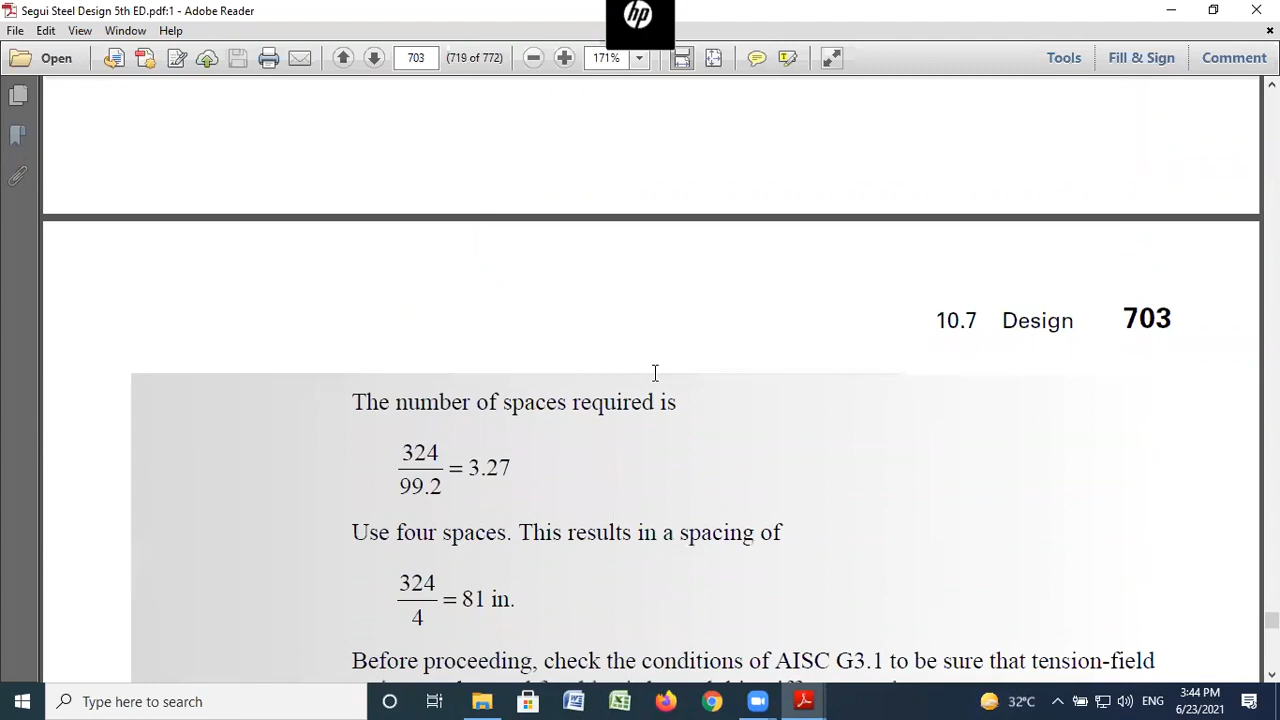 Segui Steel Design 5th ED.pdf:1 - Adobe Reader
hp
File Edit View Window Help
Open 703 (719 of 772) 171% Tools Fill & Sign Comment
10.7 Design 703
The number of spaces required is
324
99.2
= 3.27
Use four spaces. This results in a spacing of
324
4
= 81 in.
Before proceeding, check the conditions of AISC G3.1 to be sure that tension-field
Type here to search
32°C ENG 3:44 PM
6/23/2021